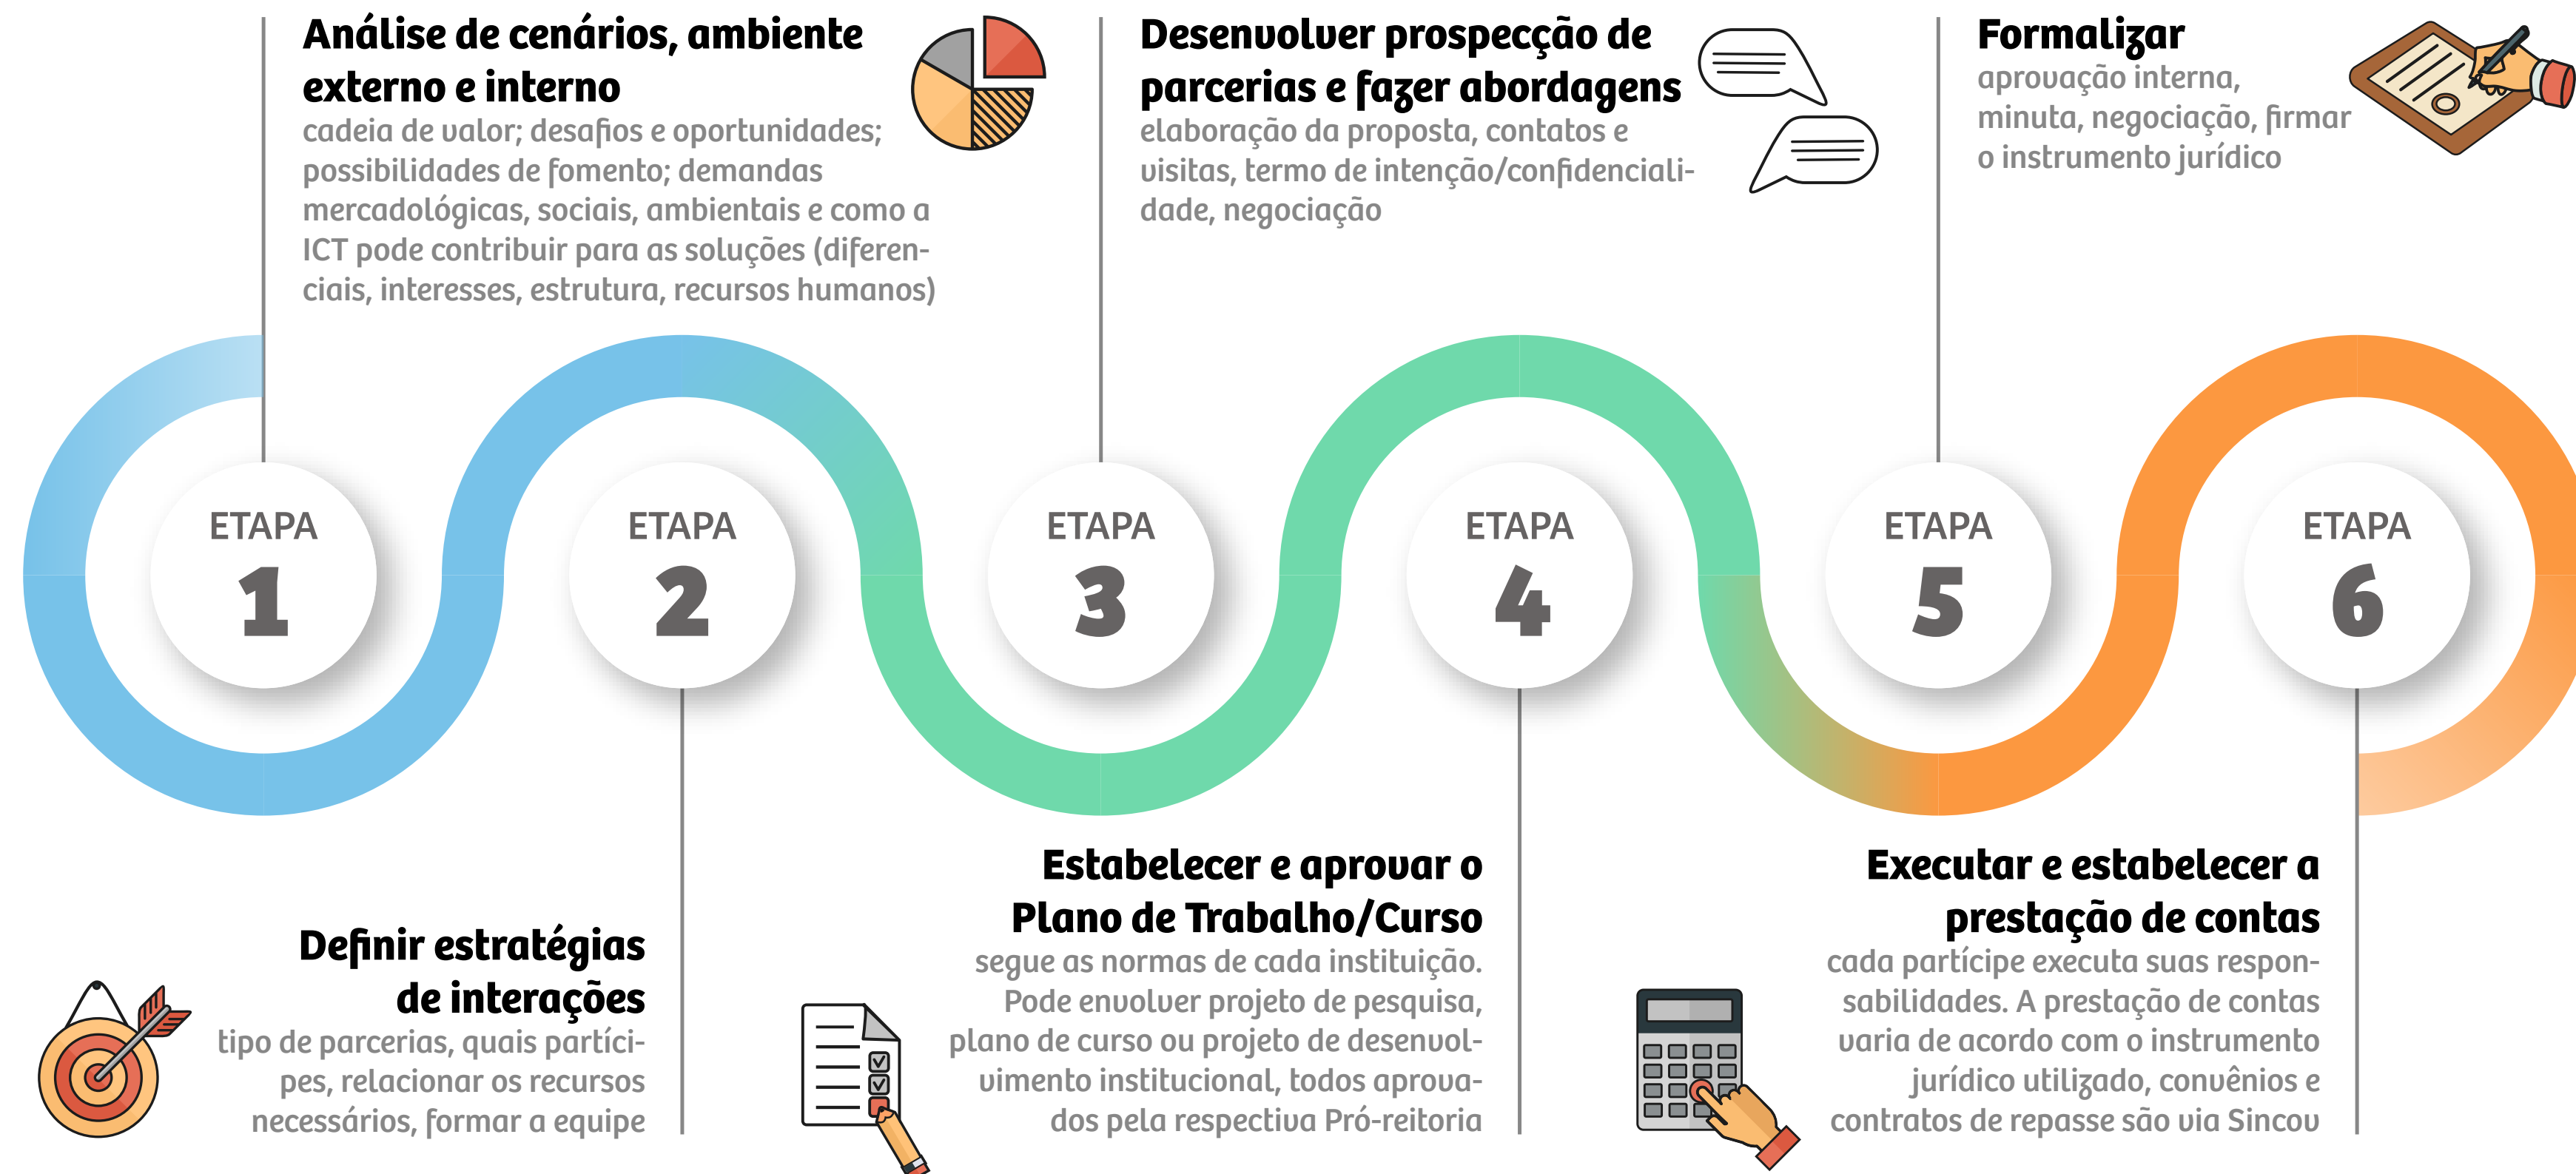 Análise de cenários, ambiente
externo e interno
cadeia de valor; desafios e oportunidades;
possibilidades de fomento; demandas
mercadológicas, sociais, ambientais e como a
ICT pode contribuir para as soluções (diferen-
ciais, interesses, estrutura, recursos humanos)
Desenvolver prospecção de
parcerias e fazer abordagens
elaboração da proposta, contatos e
visitas, termo de intenção/confidenciali-
dade, negociação
Formalizar
aprovação interna,
minuta, negociação, firmar
o instrumento jurídico
ETAPA
1
ETAPA
2
ETAPA
3
ETAPA
4
ETAPA
5
ETAPA
6
Definir estratégias
de interações
tipo de parcerias, quais partíci-
pes, relacionar os recursos
necessários, formar a equipe
Estabelecer e aprovar o
Plano de Trabalho/Curso
segue as normas de cada instituição.
Pode envolver projeto de pesquisa,
plano de curso ou projeto de desenvol-
vimento institucional, todos aprova-
dos pela respectiva Pró-reitoria
Executar e estabelecer a
prestação de contas
cada partícipe executa suas respon-
sabilidades. A prestação de contas
varia de acordo com o instrumento
jurídico utilizado, convênios e
contratos de repasse são via Sincov